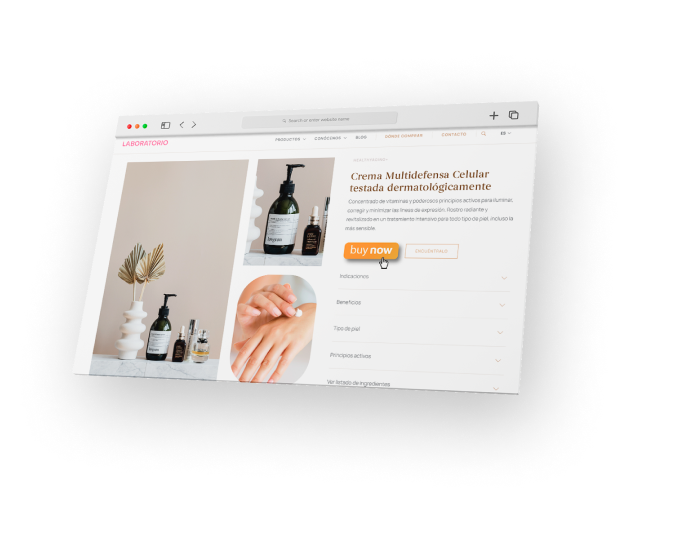 Search or enter website name
LABORATORIO
PRODUCTOS CONÓCENOS BLOG DÓNDE COMPRAR CONTACTO ES
Crema Multidefensa Celular
testada dermatológicamente
Concentrado de vitaminas y poderosos principios activos para iluminar,
corregir y minimizar las líneas de expresión. Rostro radiante y
revitalizado en un tratamiento intensivo para todo tipo de piel, incluso la
más sensible.
buy now
ENCUÉNTRALO
Indicaciones
Beneficios
Tipo de piel
Principios activos
Ver listado de ingredientes